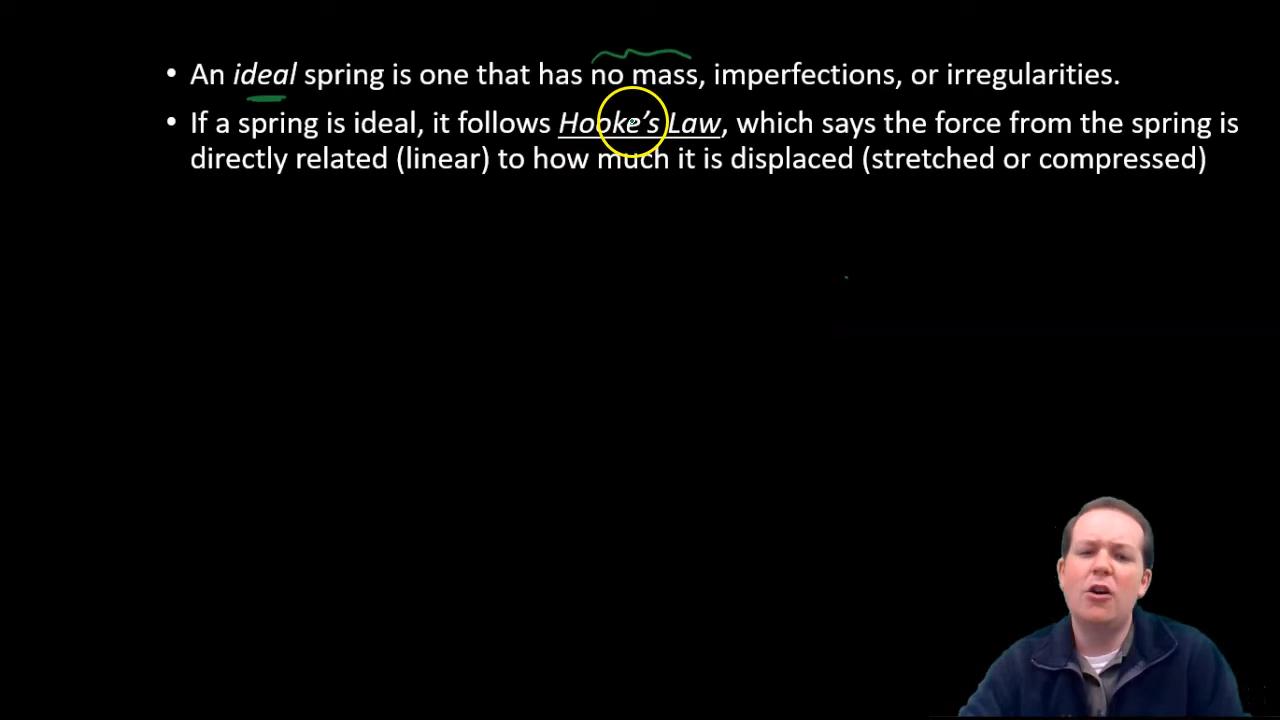 • An ideal spring is one that has no mass, imperfections, or irregularities.
• If a spring is ideal, it follows Hooke’s Law, which says the force from the spring is
directly related (linear) to how much it is displaced (stretched or compressed)